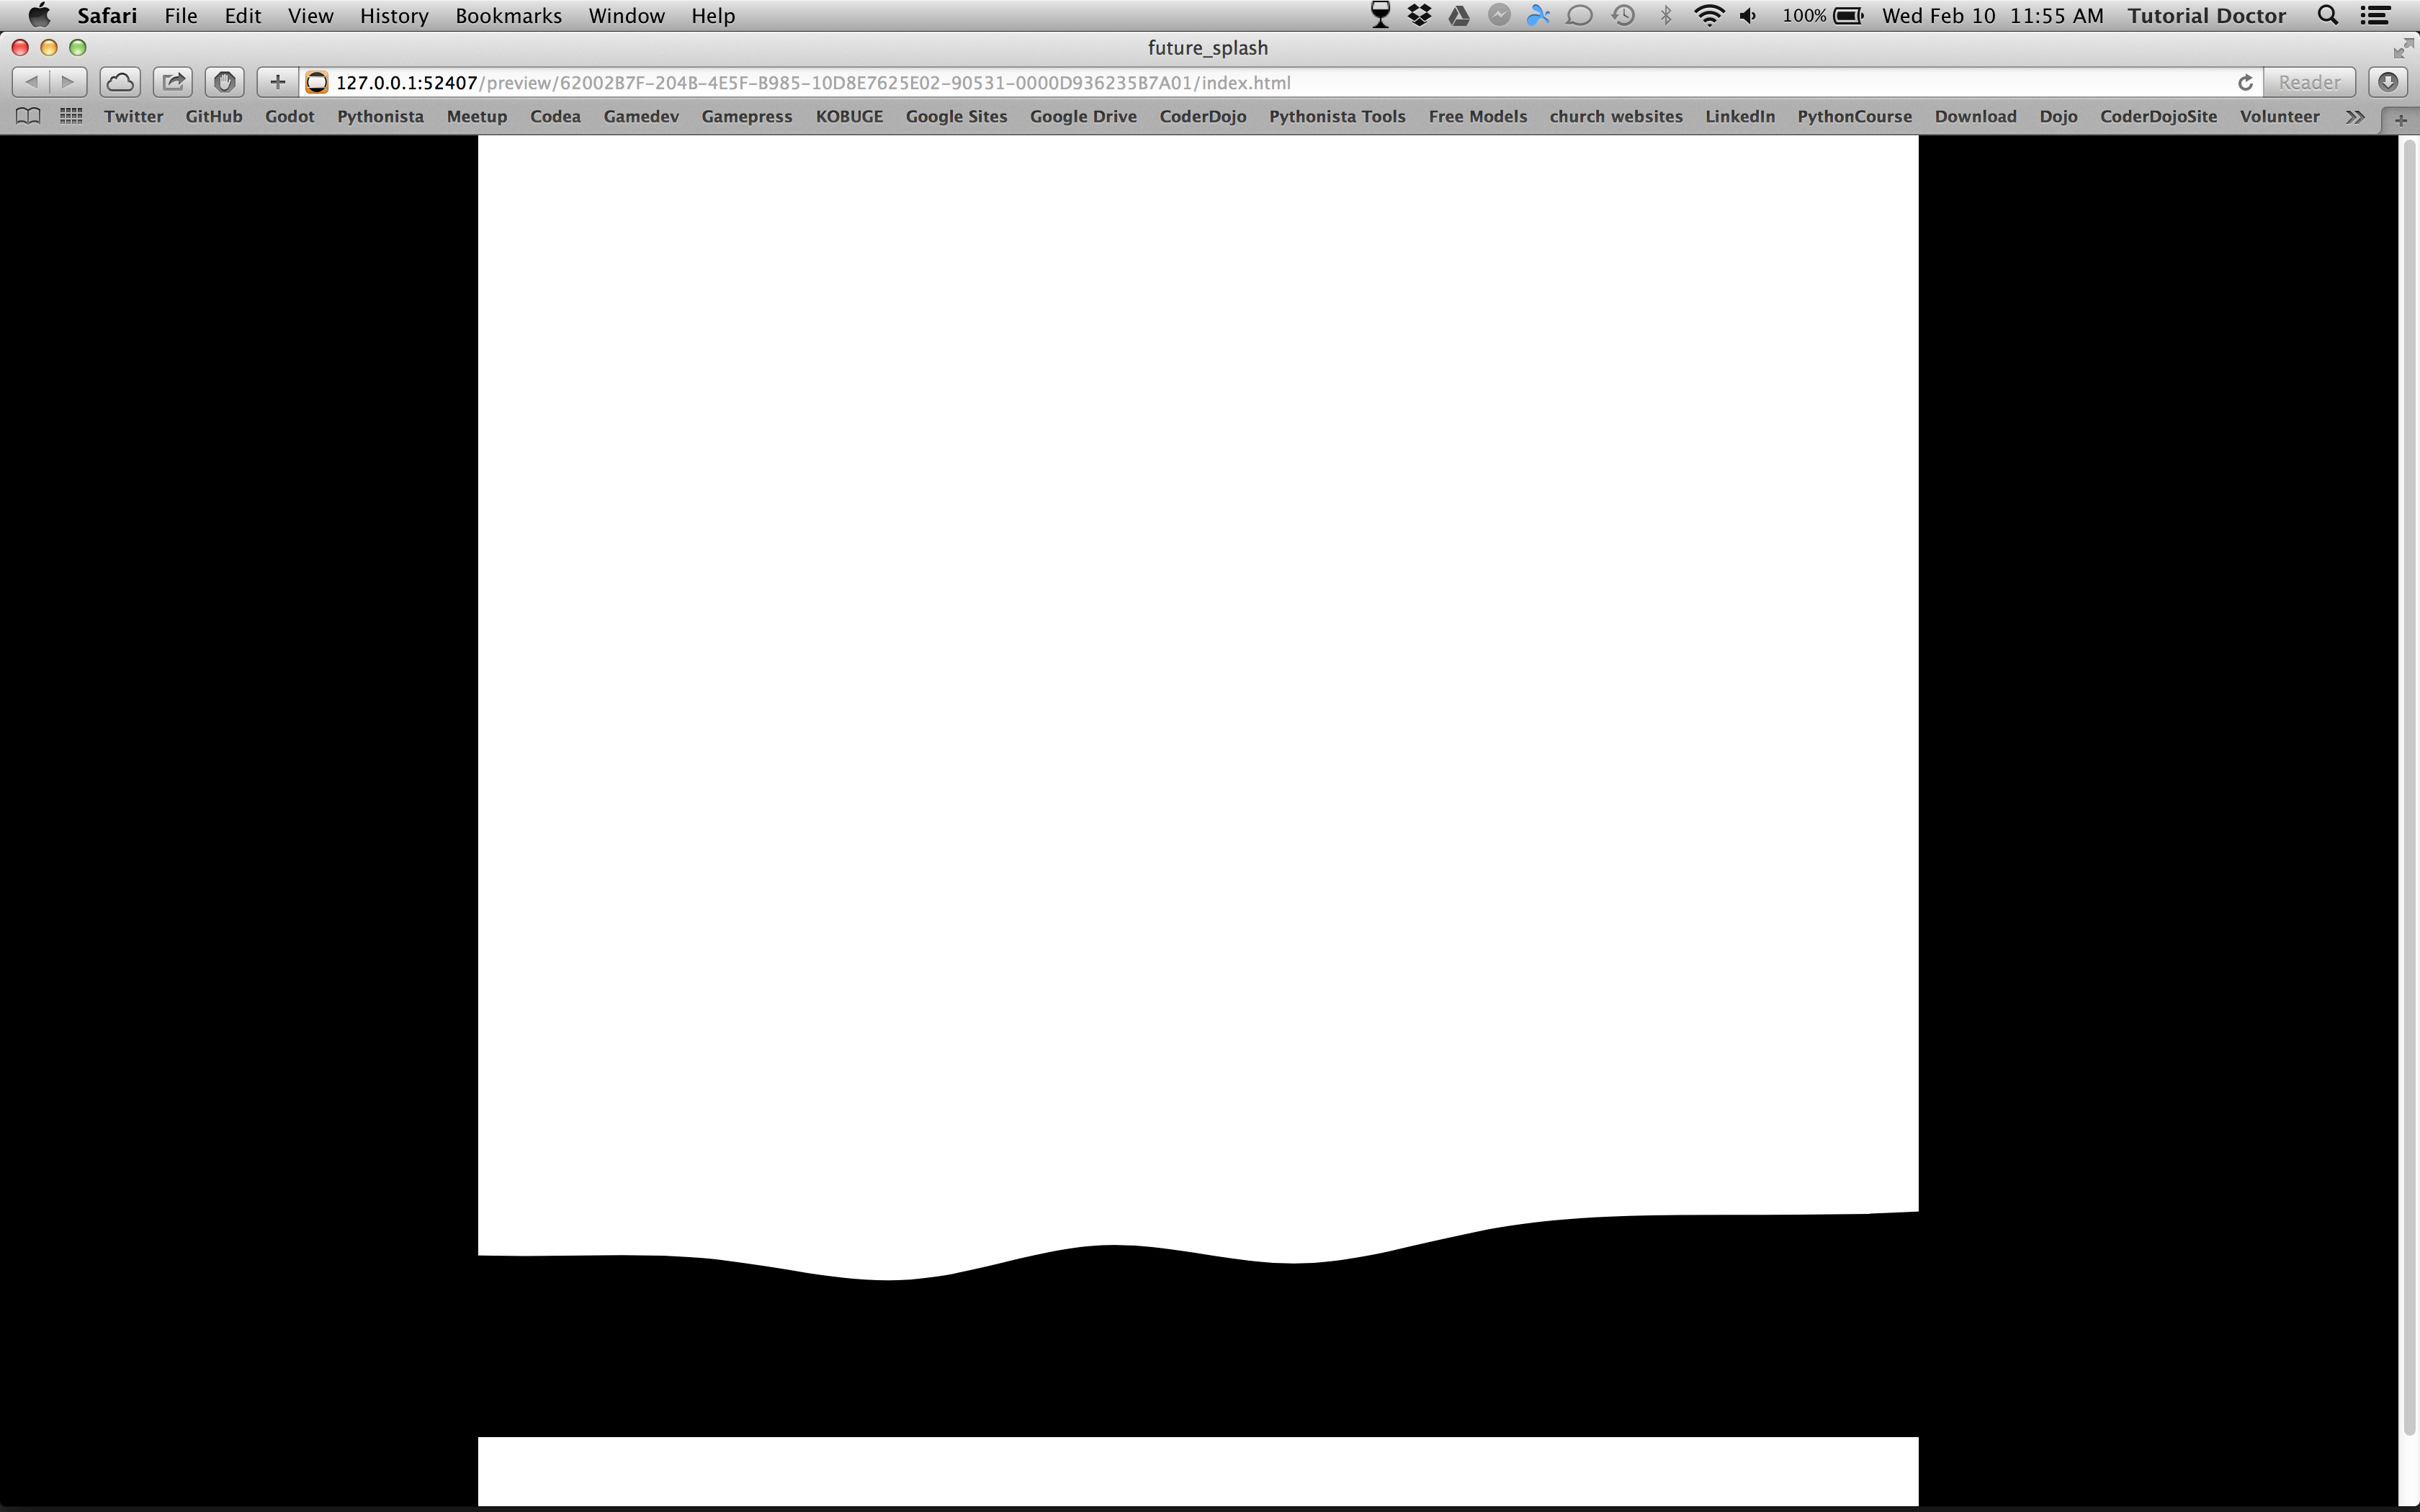 Safari File Edit View History Bookmarks Window Help 100% Wed Feb 10 11:55 AM Tutorial Doctor
future_splash
127.0.0.1:52407/preview/62002B7F-204B-4E5F-B985-10D8E7625E02-90531-0000D936235B7A01/index.html Reader
Twitter GitHub Godot Pythonista Meetup Codea Gamedev Gamepress KOBUGE Google Sites Google Drive CoderDojo Pythonista Tools Free Models church websites LinkedIn PythonCourse Download Dojo CoderDojoSite Volunteer